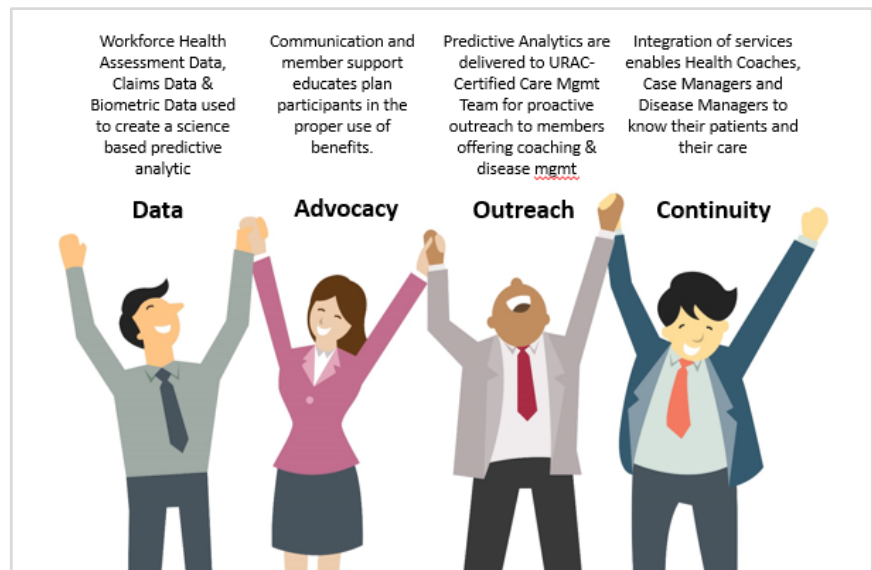 Workforce Health
Assessment Data,
Claims Data &
Biometric Data used
to create a science
based predictive
analytic
Data
Communication and
member support
educates plan
participants in the
proper use of
benefits.
Advocacy
Predictive Analytics are
delivered to URAC-
Certified Care Mgmt
Team for proactive
outreach to members
offering coaching &
disease mgmt
Outreach
Integration of services
enables Health Coaches,
Case Managers and
Disease Managers to
know their patients and
their care
Continuity